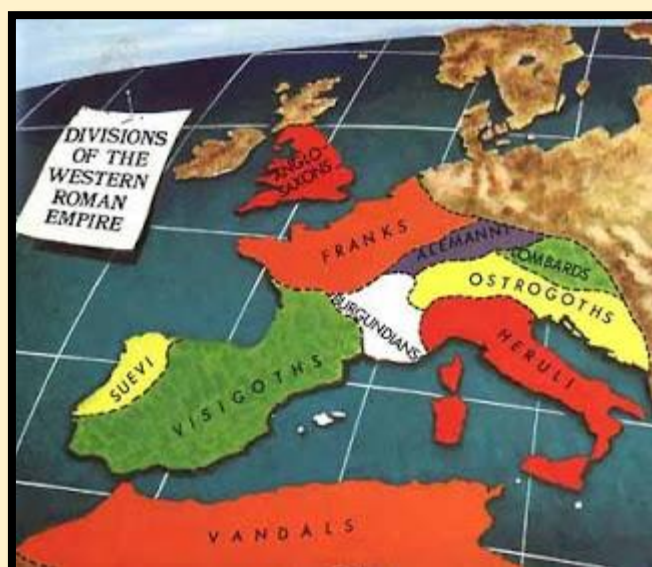 DIVISIONS
OF THE
WESTERN
ROMAN
EMPIRE
ANGLO
SAXONS
FRANKS
ALEMANNI
LOMBARDS
BURGUNDIANS
OSTROGOTHS
HERULI
SUEVI
VISIGOTHS
VANDALS